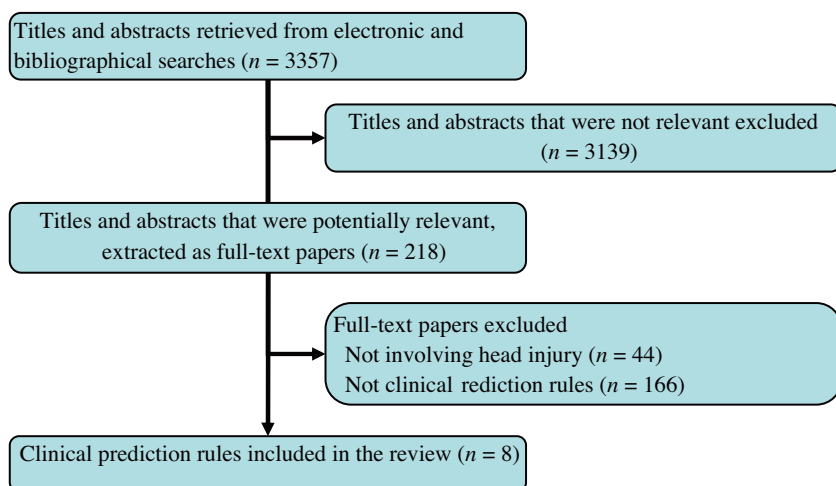 Titles and abstracts retrieved from electronic and
bibliographical searches (n = 3357)
Titles and abstracts that were not relevant excluded
(n = 3139)
Titles and abstracts that were potentially relevant,
extracted as full-text papers (n = 218)
Full-text papers excluded
Not involving head injury (n = 44)
Not clinical rediction rules (n = 166)
Clinical prediction rules included in the review (n = 8)